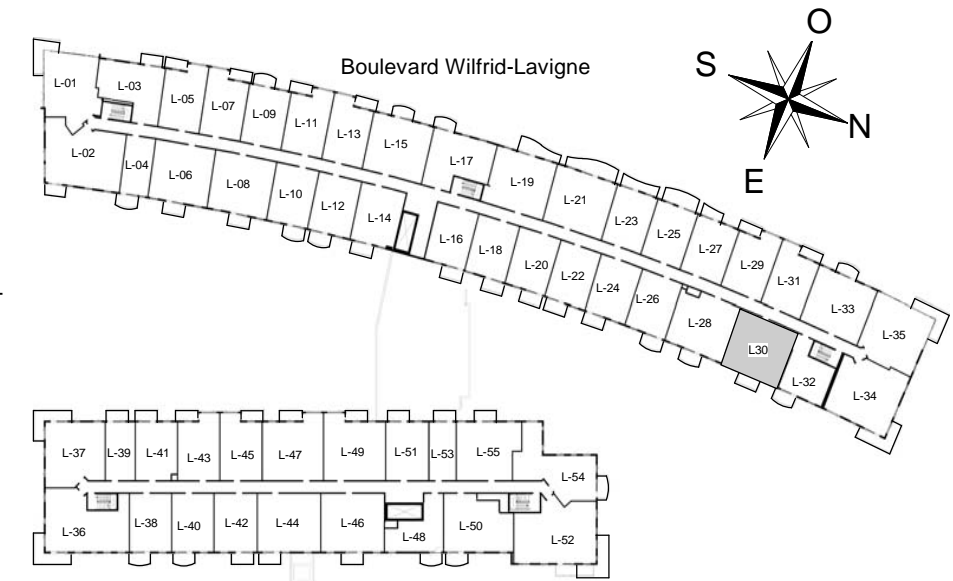 Boulevard Wilfrid-Lavigne
O
S
N
E
L-01
L-03
L-05
L-07
L-09
L-11
L-13
L-15
L-17
L-19
L-21
L-23
L-25
L-27
L-29
L-31
L-33
L-35
L-02
L-04
L-06
L-08
L-10
L-12
L-14
L-16
L-18
L-20
L-22
L-24
L-26
L-28
L30
L-32
L-34
L-37
L-39
L-41
L-43
L-45
L-47
L-49
L-51
L-53
L-55
L-54
L-36
L-38
L-40
L-42
L-44
L-46
L-48
L-50
L-52